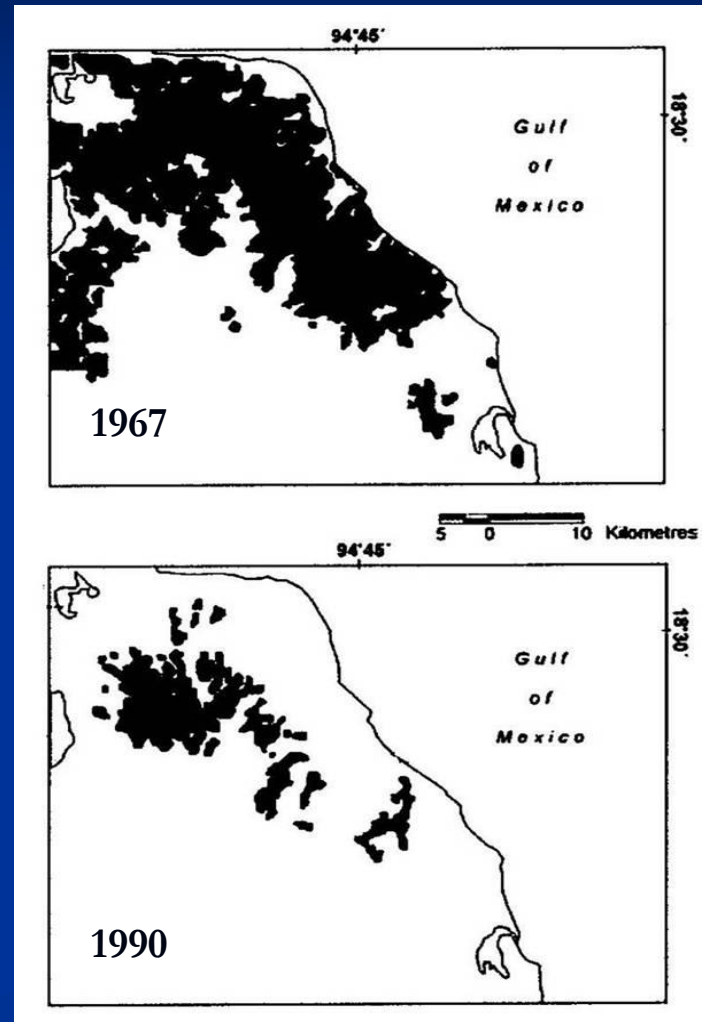 94°45'
18°30'
Gulf
of
Mexico
1967
5 0 10 Kilometres
94°45'
18°30'
Gulf
of
Mexico
1990